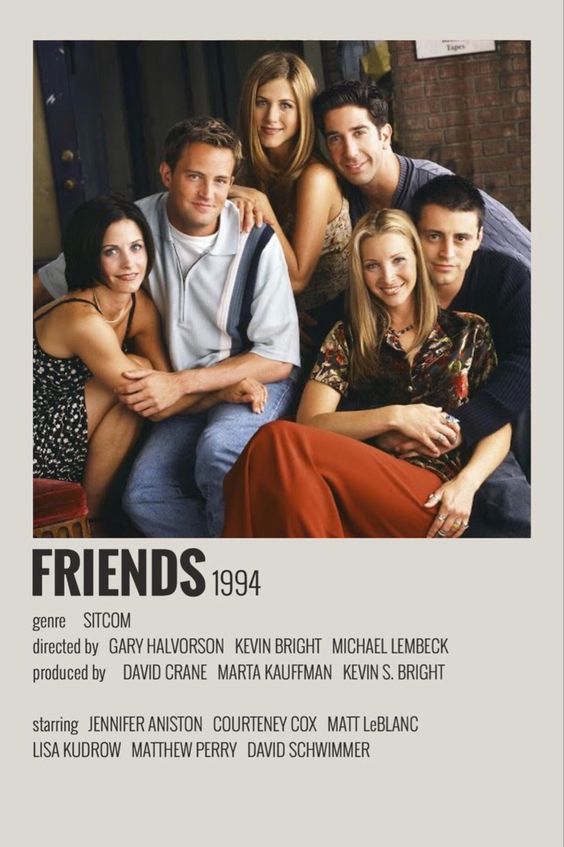 Tapes
FRIENDS 1994
genre SITCOM
directed by GARY HALVORSON KEVIN BRIGHT MICHAEL LEMBECK
produced by DAVID CRANE MARTA KAUFFMAN KEVIN S. BRIGHT
starring JENNIFER ANISTON COURTENEY COX MATT LeBLANC
LISA KUDROW MATTHEW PERRY DAVID SCHWIMMER